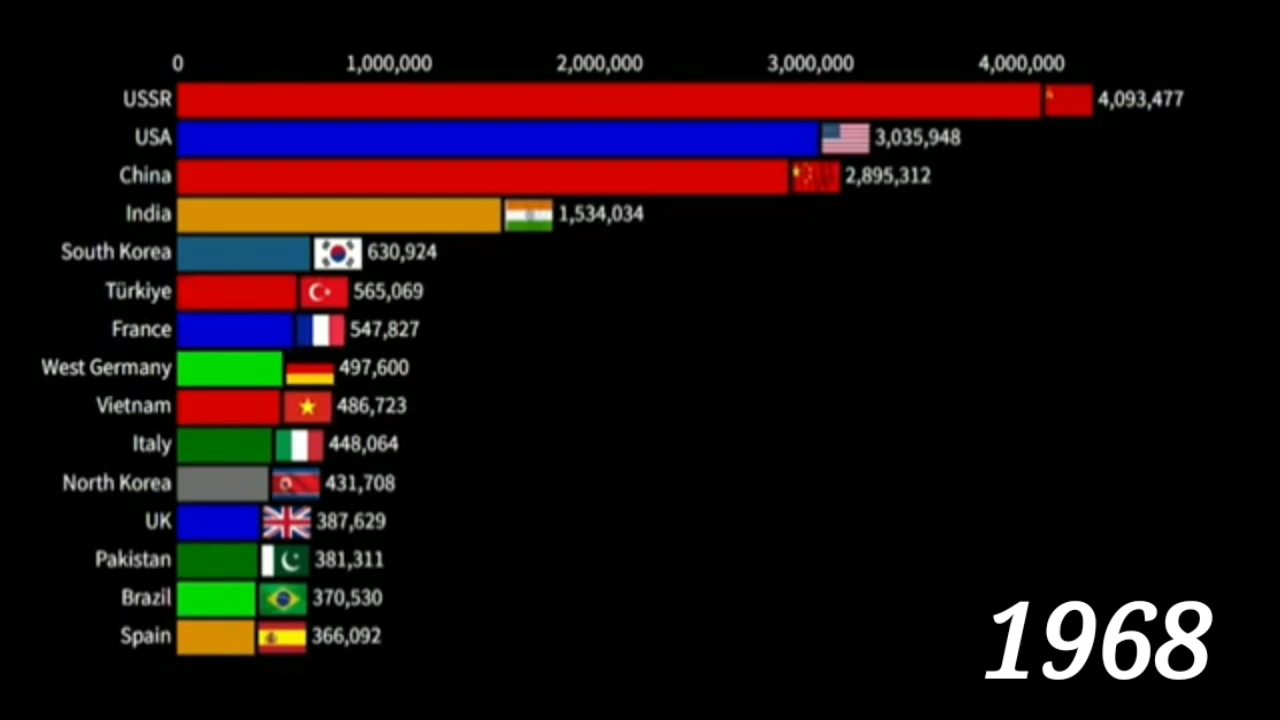 0 1,000,000 2,000,000 3,000,000 4,000,000
USSR 4,093,477
USA 3,035,948
China 2,895,312
India 1,534,034
South Korea 630,924
Türkiye 565,069
France 547,827
West Germany 497,600
Vietnam 486,723
Italy 448,064
North Korea 431,708
UK 387,629
Pakistan 381,311
Brazil 370,530
Spain 366,092
1968